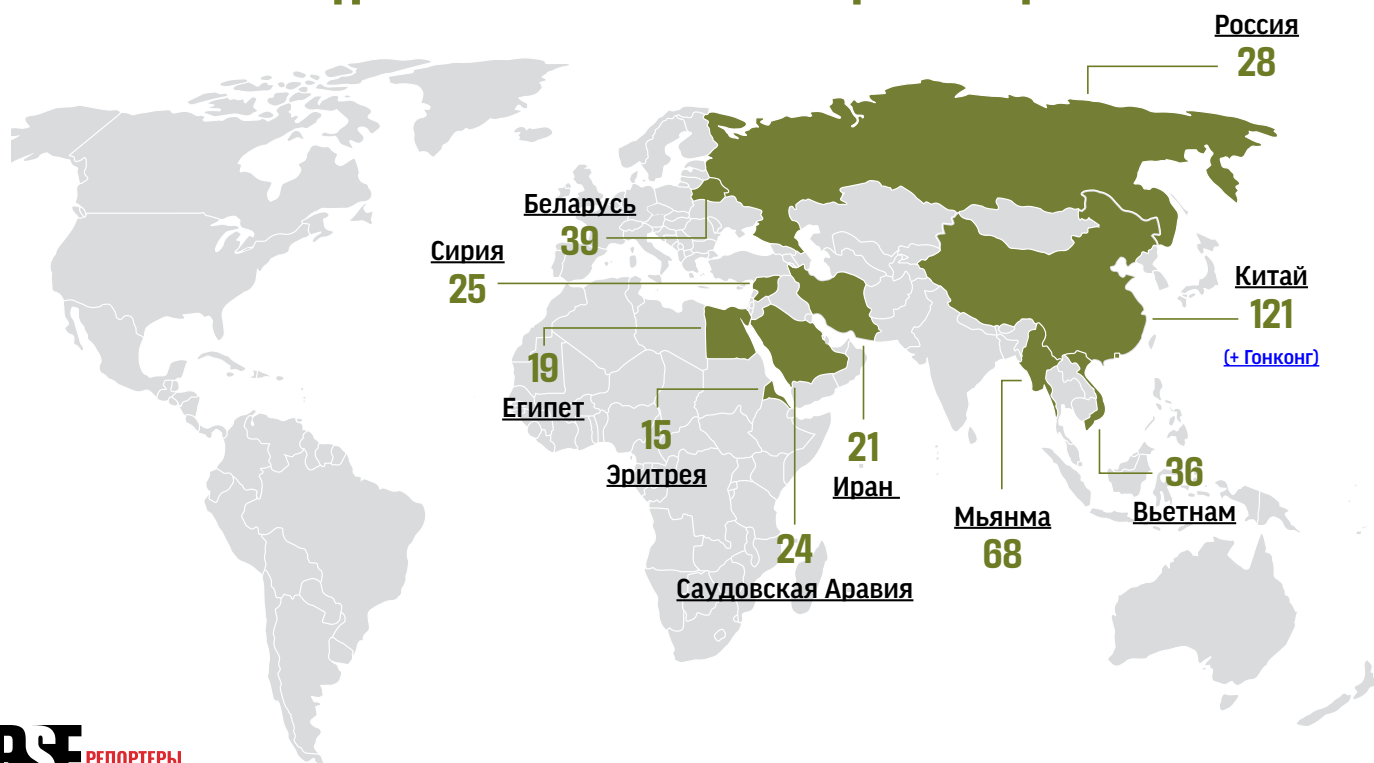 Россия
28
Беларусь
39
Сирия
25
Китай
121
(+ Гонконг)
19
Египет
15
Эритрея
21
Иран
36
Вьетнам
Мьянма
68
24
Саудовская Аравия
RSF РЕПОРТЕРЫ